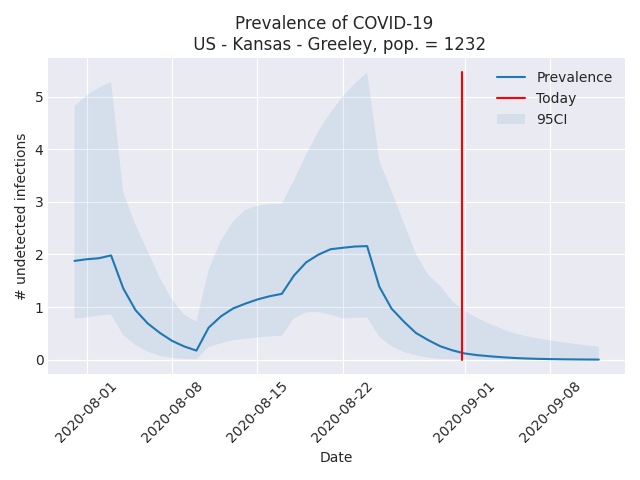 Prevalence of COVID-19
US - Kansas - Greeley, pop. = 1232
Prevalence
Today
95CI
# undetected infections
5
4
3
2
1
0
2020-08-01
2020-08-08
2020-08-15
2020-08-22
2020-09-01
2020-09-08
Date